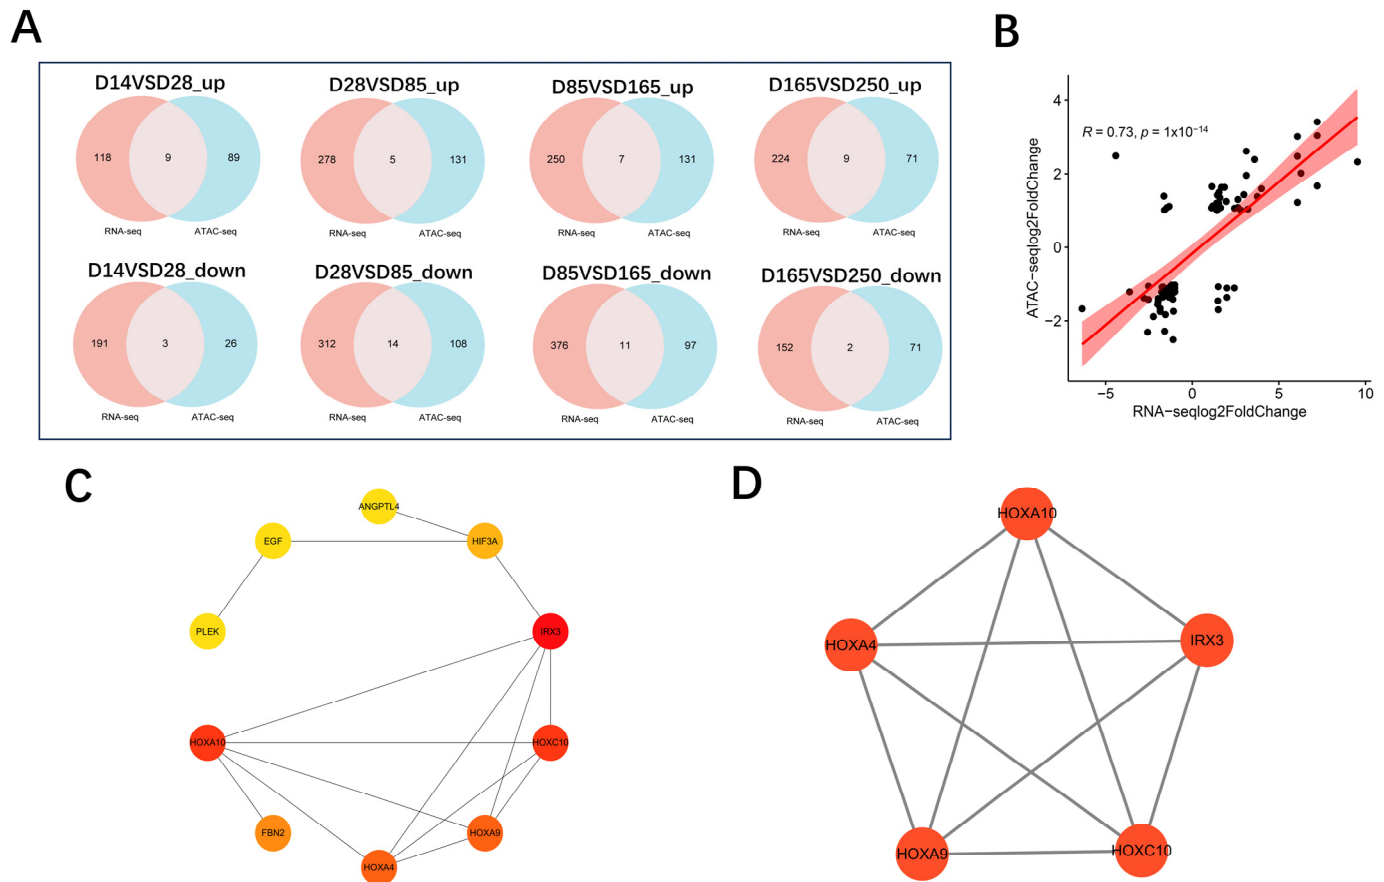 A
D14VSD28_up
118
9
89
RNA-seq
ATAC-seq
D28VSD85_up
278
5
131
RNA-seq
ATAC-seq
D85VSD165_up
250
7
131
RNA-seq
ATAC-seq
D165VSD250_up
224
9
71
RNA-seq
ATAC-seq
D14VSD28_down
191
3
26
RNA-seq
ATAC-seq
D28VSD85_down
312
14
108
RNA-seq
ATAC-seq
D85VSD165_down
376
11
97
RNA-seq
ATAC-seq
D165VSD250_down
152
2
71
RNA-seq
ATAC-seq
B
R = 0.73, p = 1x10⁻¹⁴
ATAC−seqlog2FoldChange
4
2
0
−2
−5
0
5
10
RNA−seqlog2FoldChange
C
ANGPTL4
EGF
HIF3A
PLEK
IRX3
HOXA10
HOXC10
FBN2
HOXA9
HOXA4
D
HOXA10
HOXA4
IRX3
HOXA9
HOXC10